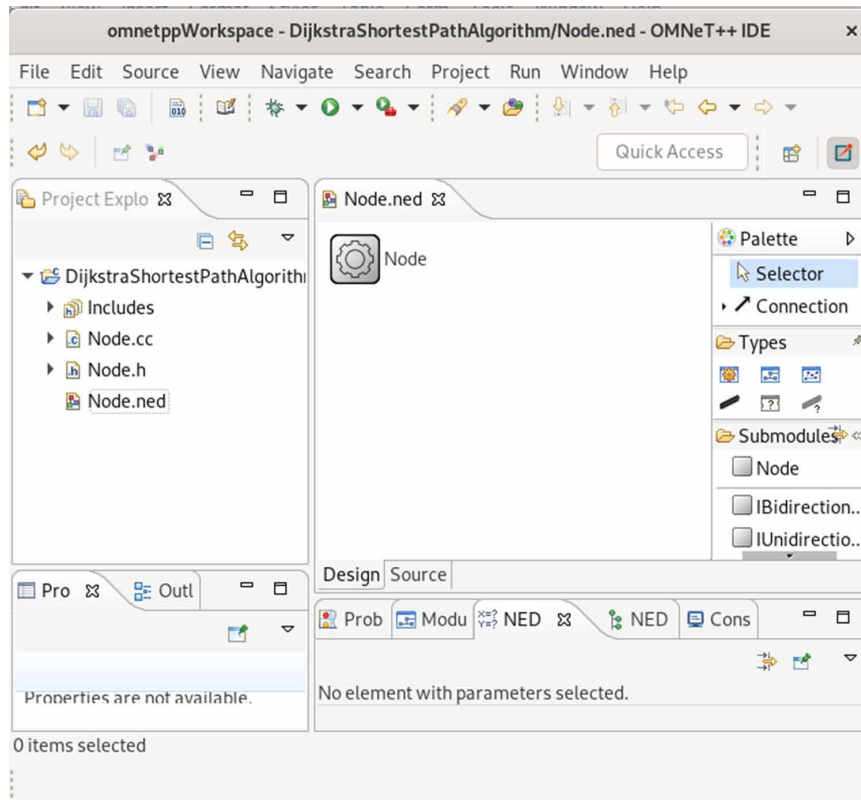 omnetppWorkspace - DijkstraShortestPathAlgorithm/Node.ned - OMNeT++ IDE
File Edit Source View Navigate Search Project Run Window Help
Quick Access
Project Explo
Node.ned
Node
Palette
Selector
Connection
Types
Submodules
Node
IBidirection..
IUnidirectio..
DijkstraShortestPathAlgorith
Includes
Node.cc
Node.h
Node.ned
Design Source
Pro Outl
Properties are not available.
Prob Modu NED NED Cons
No element with parameters selected.
0 items selected